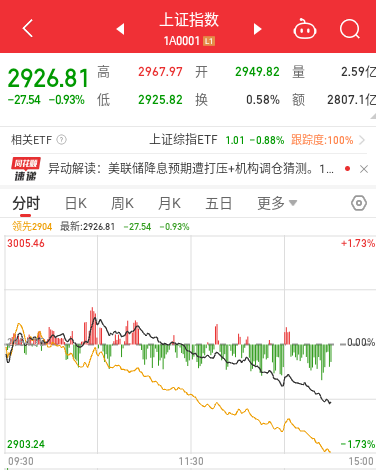 上证指数
1A0001 L1
2926.81 高 2967.97 开 2949.82 量 2.59亿
-27.54 -0.93% 低 2925.82 换 0.58% 额 2807.1亿
相关ETF ? 上证综指ETF 1.01 -0.88% 跟踪度:100%
同花顺 速递 异动解读：美联储降息预期遭打压+机构调仓猜测。1...
分时 日K 周K 月K 五日 更多
领先2904 最新:2926.81 -27.54 -0.93%
3005.46 +1.73%
0.00%
2903.24 -1.73%
09:30 11:30 15:00